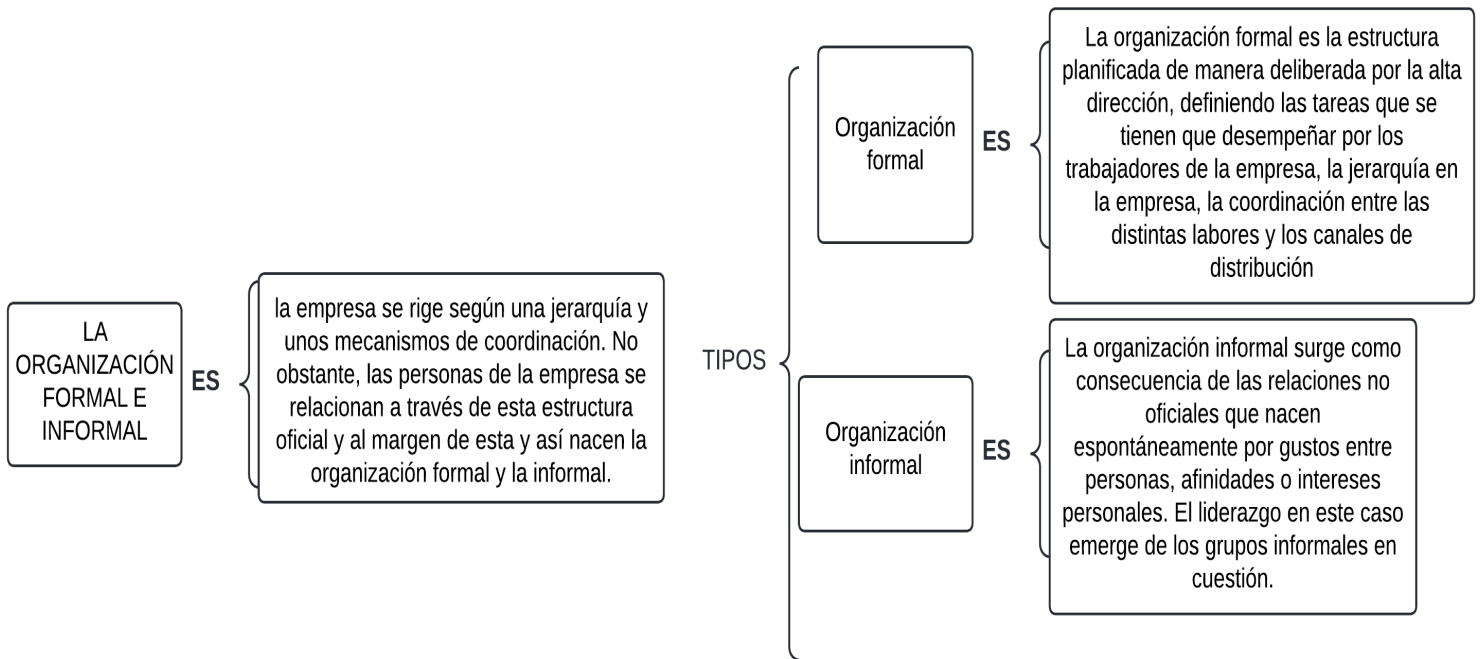 LA
ORGANIZACIÓN
FORMAL E
INFORMAL
ES
la empresa se rige según una jerarquía y
unos mecanismos de coordinación. No
obstante, las personas de la empresa se
relacionan a través de esta estructura
oficial y al margen de esta y así nacen la
organización formal y la informal.
TIPOS
Organización
formal
ES
La organización formal es la estructura
planificada de manera deliberada por la alta
dirección, definiendo las tareas que se
tienen que desempeñar por los
trabajadores de la empresa, la jerarquía en
la empresa, la coordinación entre las
distintas labores y los canales de
distribución
Organización
informal
ES
La organización informal surge como
consecuencia de las relaciones no
oficiales que nacen
espontáneamente por gustos entre
personas, afinidades o intereses
personales. El liderazgo en este caso
emerge de los grupos informales en
cuestión.